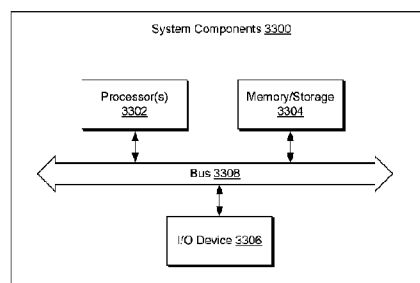 System Components 3300
Processor(s)
3302
Memory/Storage
3304
Bus 3308
I/O Device 3306